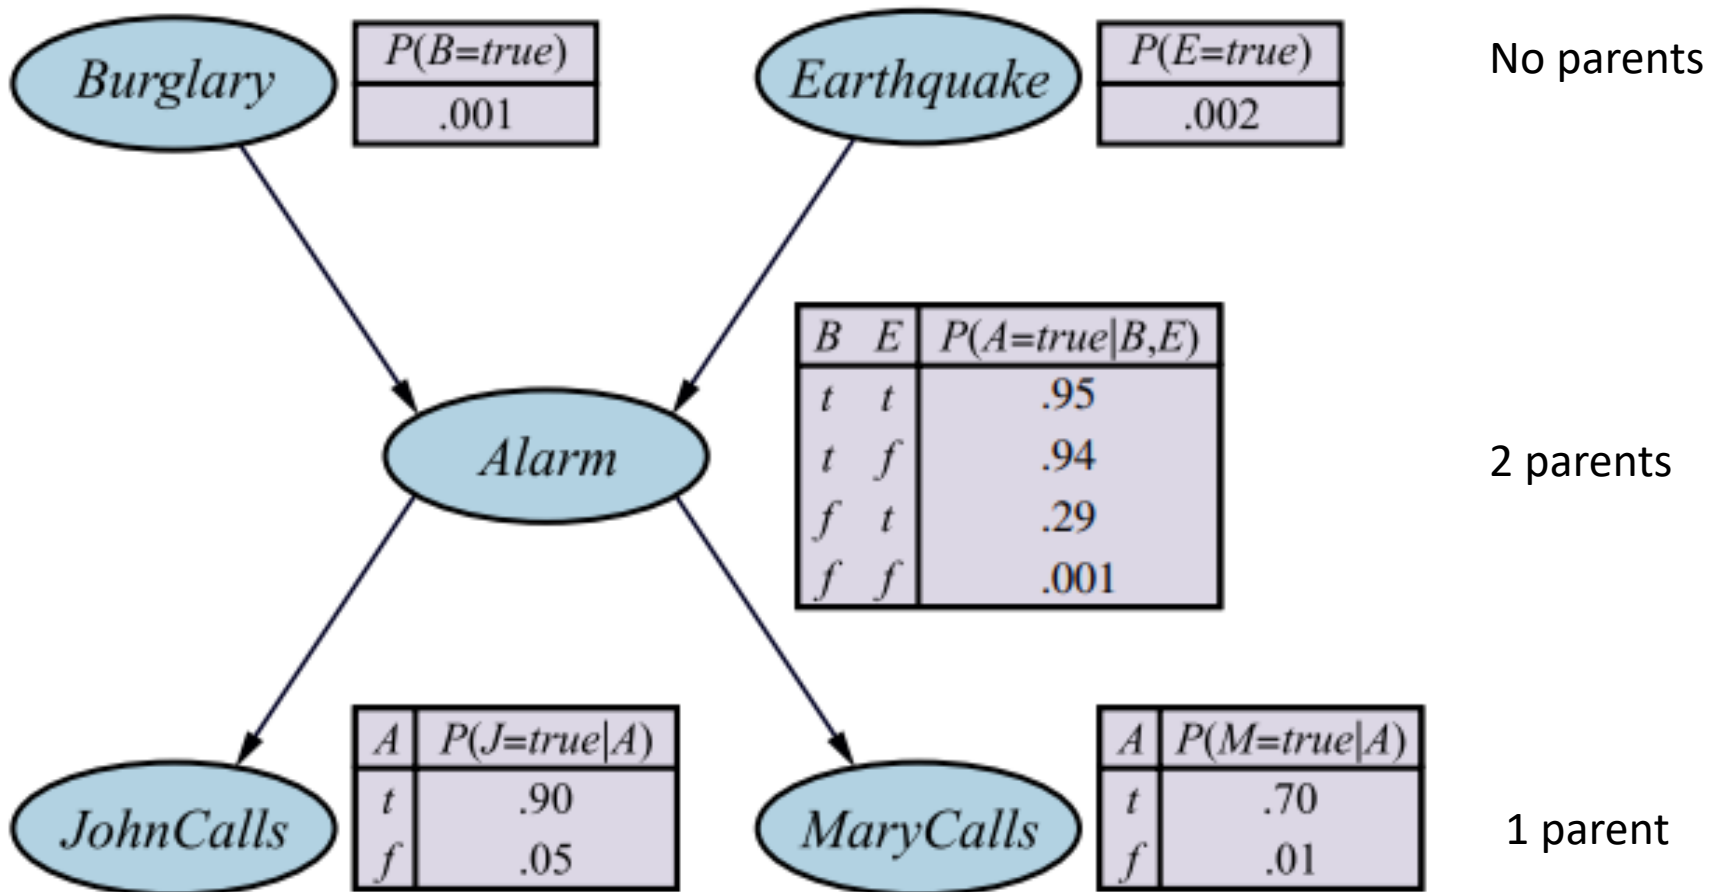 Burglary
P(B=true)
.001
Earthquake
P(E=true)
.002
No parents
Alarm
B E P(A=true|B,E)
t t .95
t f .94
f t .29
f f .001
2 parents
JohnCalls
A P(J=true|A)
t .90
f .05
MaryCalls
A P(M=true|A)
t .70
f .01
1 parent